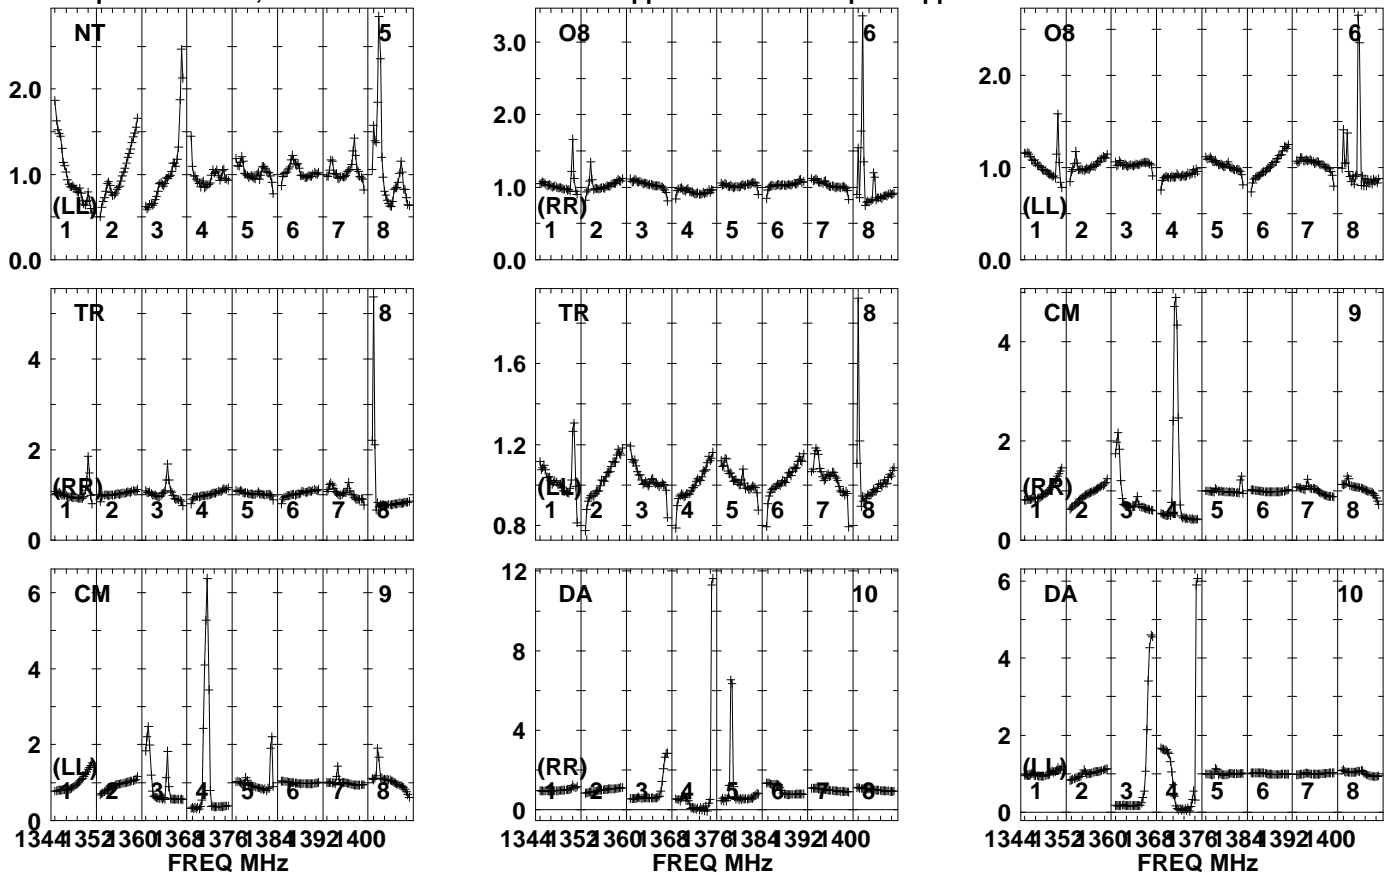 NT 5 O8 6 O8 6
3.0
2.0 2.0
2.0
1.0 1.0 1.0
(LL) (RR) (LL)
1 2 3 4 5 6 7 8 1 2 3 4 5 6 7 8 1 2 3 4 5 6 7 8
0.0 0.0 0.0
TR 8 TR 8 CM 9
4 1.6 4
2 1.2 2
(RR) (LL) (RR)
1 2 3 4 5 6 7 8 1 2 3 4 5 6 7 8 1 2 3 4 5 6 7 8
0 0.8 0
CM 9 DA 10 DA 10
6 12 6
4 8 4
2 4 2
(LL) (RR) (LL)
1 2 3 4 5 6 7 8 1 2 3 4 5 6 7 8 1 2 3 4 5 6 7 8
0 0 0
1344 1352 1360 1368 1376 1384 1392 1400 1344 1352 1360 1368 1376 1384 1392 1400 1344 1352 1360 1368 1376 1384 1392 1400
FREQ MHz FREQ MHz FREQ MHz